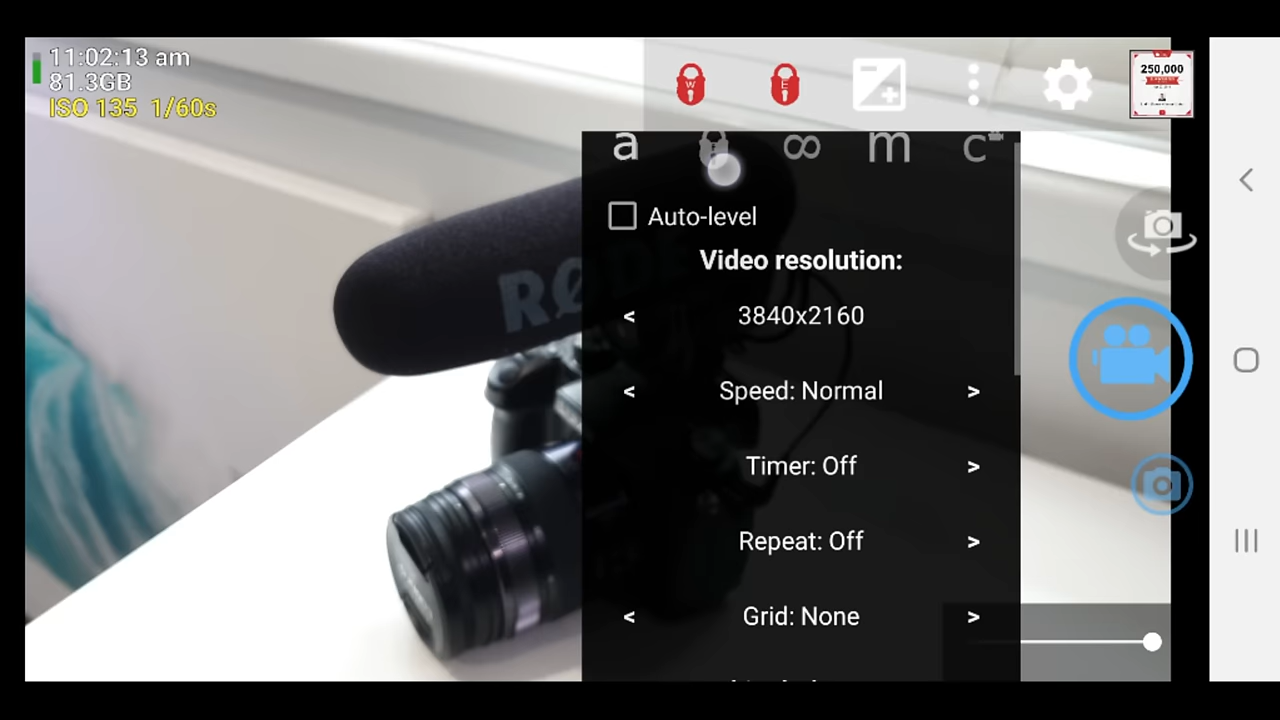 11:02:13 am
81.3GB
ISO 135 1/60s
W
E
250,000
a
∞
m
c
Auto-level
Video resolution:
< 3840x2160
< Speed: Normal >
Timer: Off >
Repeat: Off >
< Grid: None >
RØDE